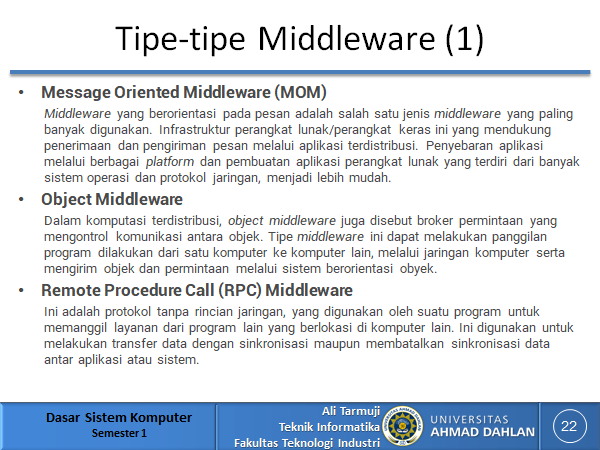 Tipe-tipe Middleware (1)
• Message Oriented Middleware (MOM)
Middleware yang berorientasi pada pesan adalah salah satu jenis middleware yang paling
banyak digunakan. Infrastruktur perangkat lunak/perangkat keras ini yang mendukung
penerimaan dan pengiriman pesan melalui aplikasi terdistribusi. Penyebaran aplikasi
melalui berbagai platform dan pembuatan aplikasi perangkat lunak yang terdiri dari banyak
sistem operasi dan protokol jaringan, menjadi lebih mudah.
• Object Middleware
Dalam komputasi terdistribusi, object middleware juga disebut broker permintaan yang
mengontrol komunikasi antara objek. Tipe middleware ini dapat melakukan panggilan
program dilakukan dari satu komputer ke komputer lain, melalui jaringan komputer serta
mengirim objek dan permintaan melalui sistem berorientasi obyek.
• Remote Procedure Call (RPC) Middleware
Ini adalah protokol tanpa rincian jaringan, yang digunakan oleh suatu program untuk
memanggil layanan dari program lain yang berlokasi di komputer lain. Ini digunakan untuk
melakukan transfer data dengan sinkronisasi maupun membatalkan sinkronisasi data
antar aplikasi atau sistem.
Dasar Sistem Komputer
Semester 1
Ali Tarmuji
Teknik Informatika
Fakultas Teknologi Industri
UNIVERSITAS
AHMAD DAHLAN
22